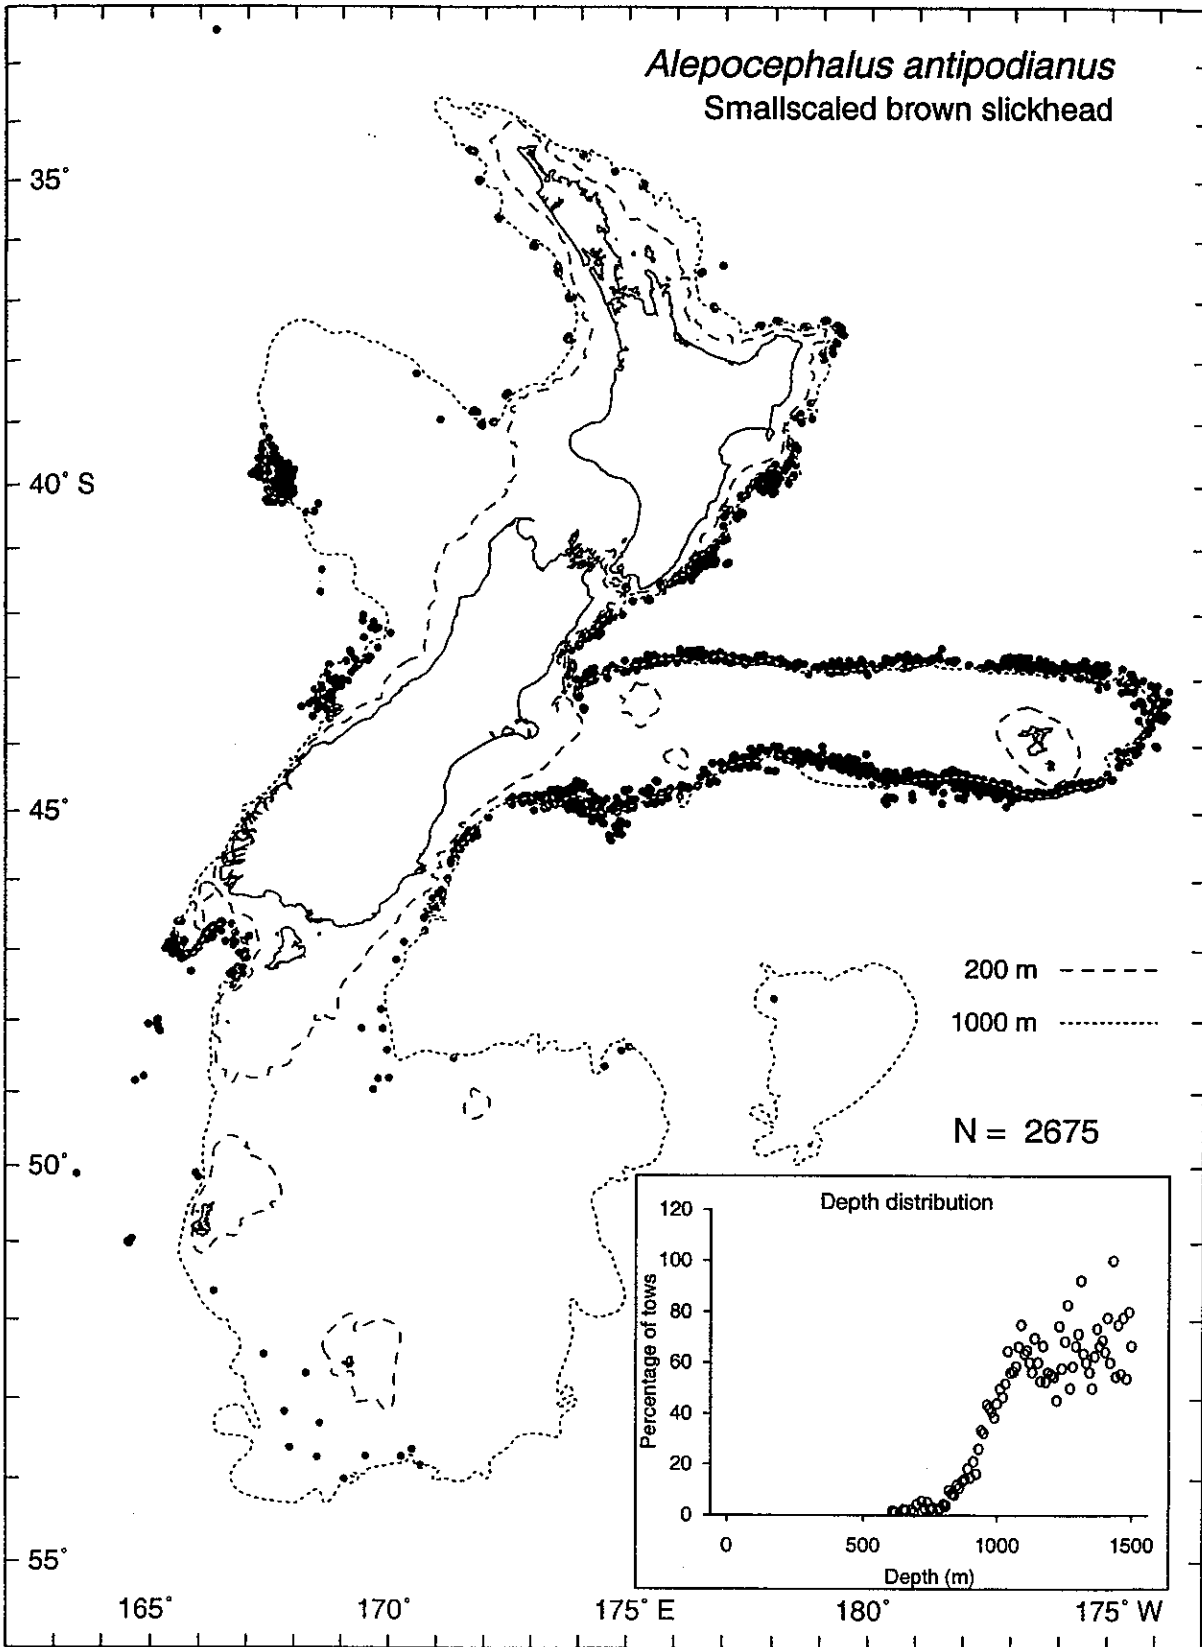 Alepocephalus antipodianus
Smallscaled brown slickhead
35°
40° S
45°
50°
55°
200 m
1000 m
N = 2675
Depth distribution
Percentage of tows
120
100
80
60
40
20
0
0 500 1000 1500
Depth (m)
165° 170° 175° E 180° 175° W